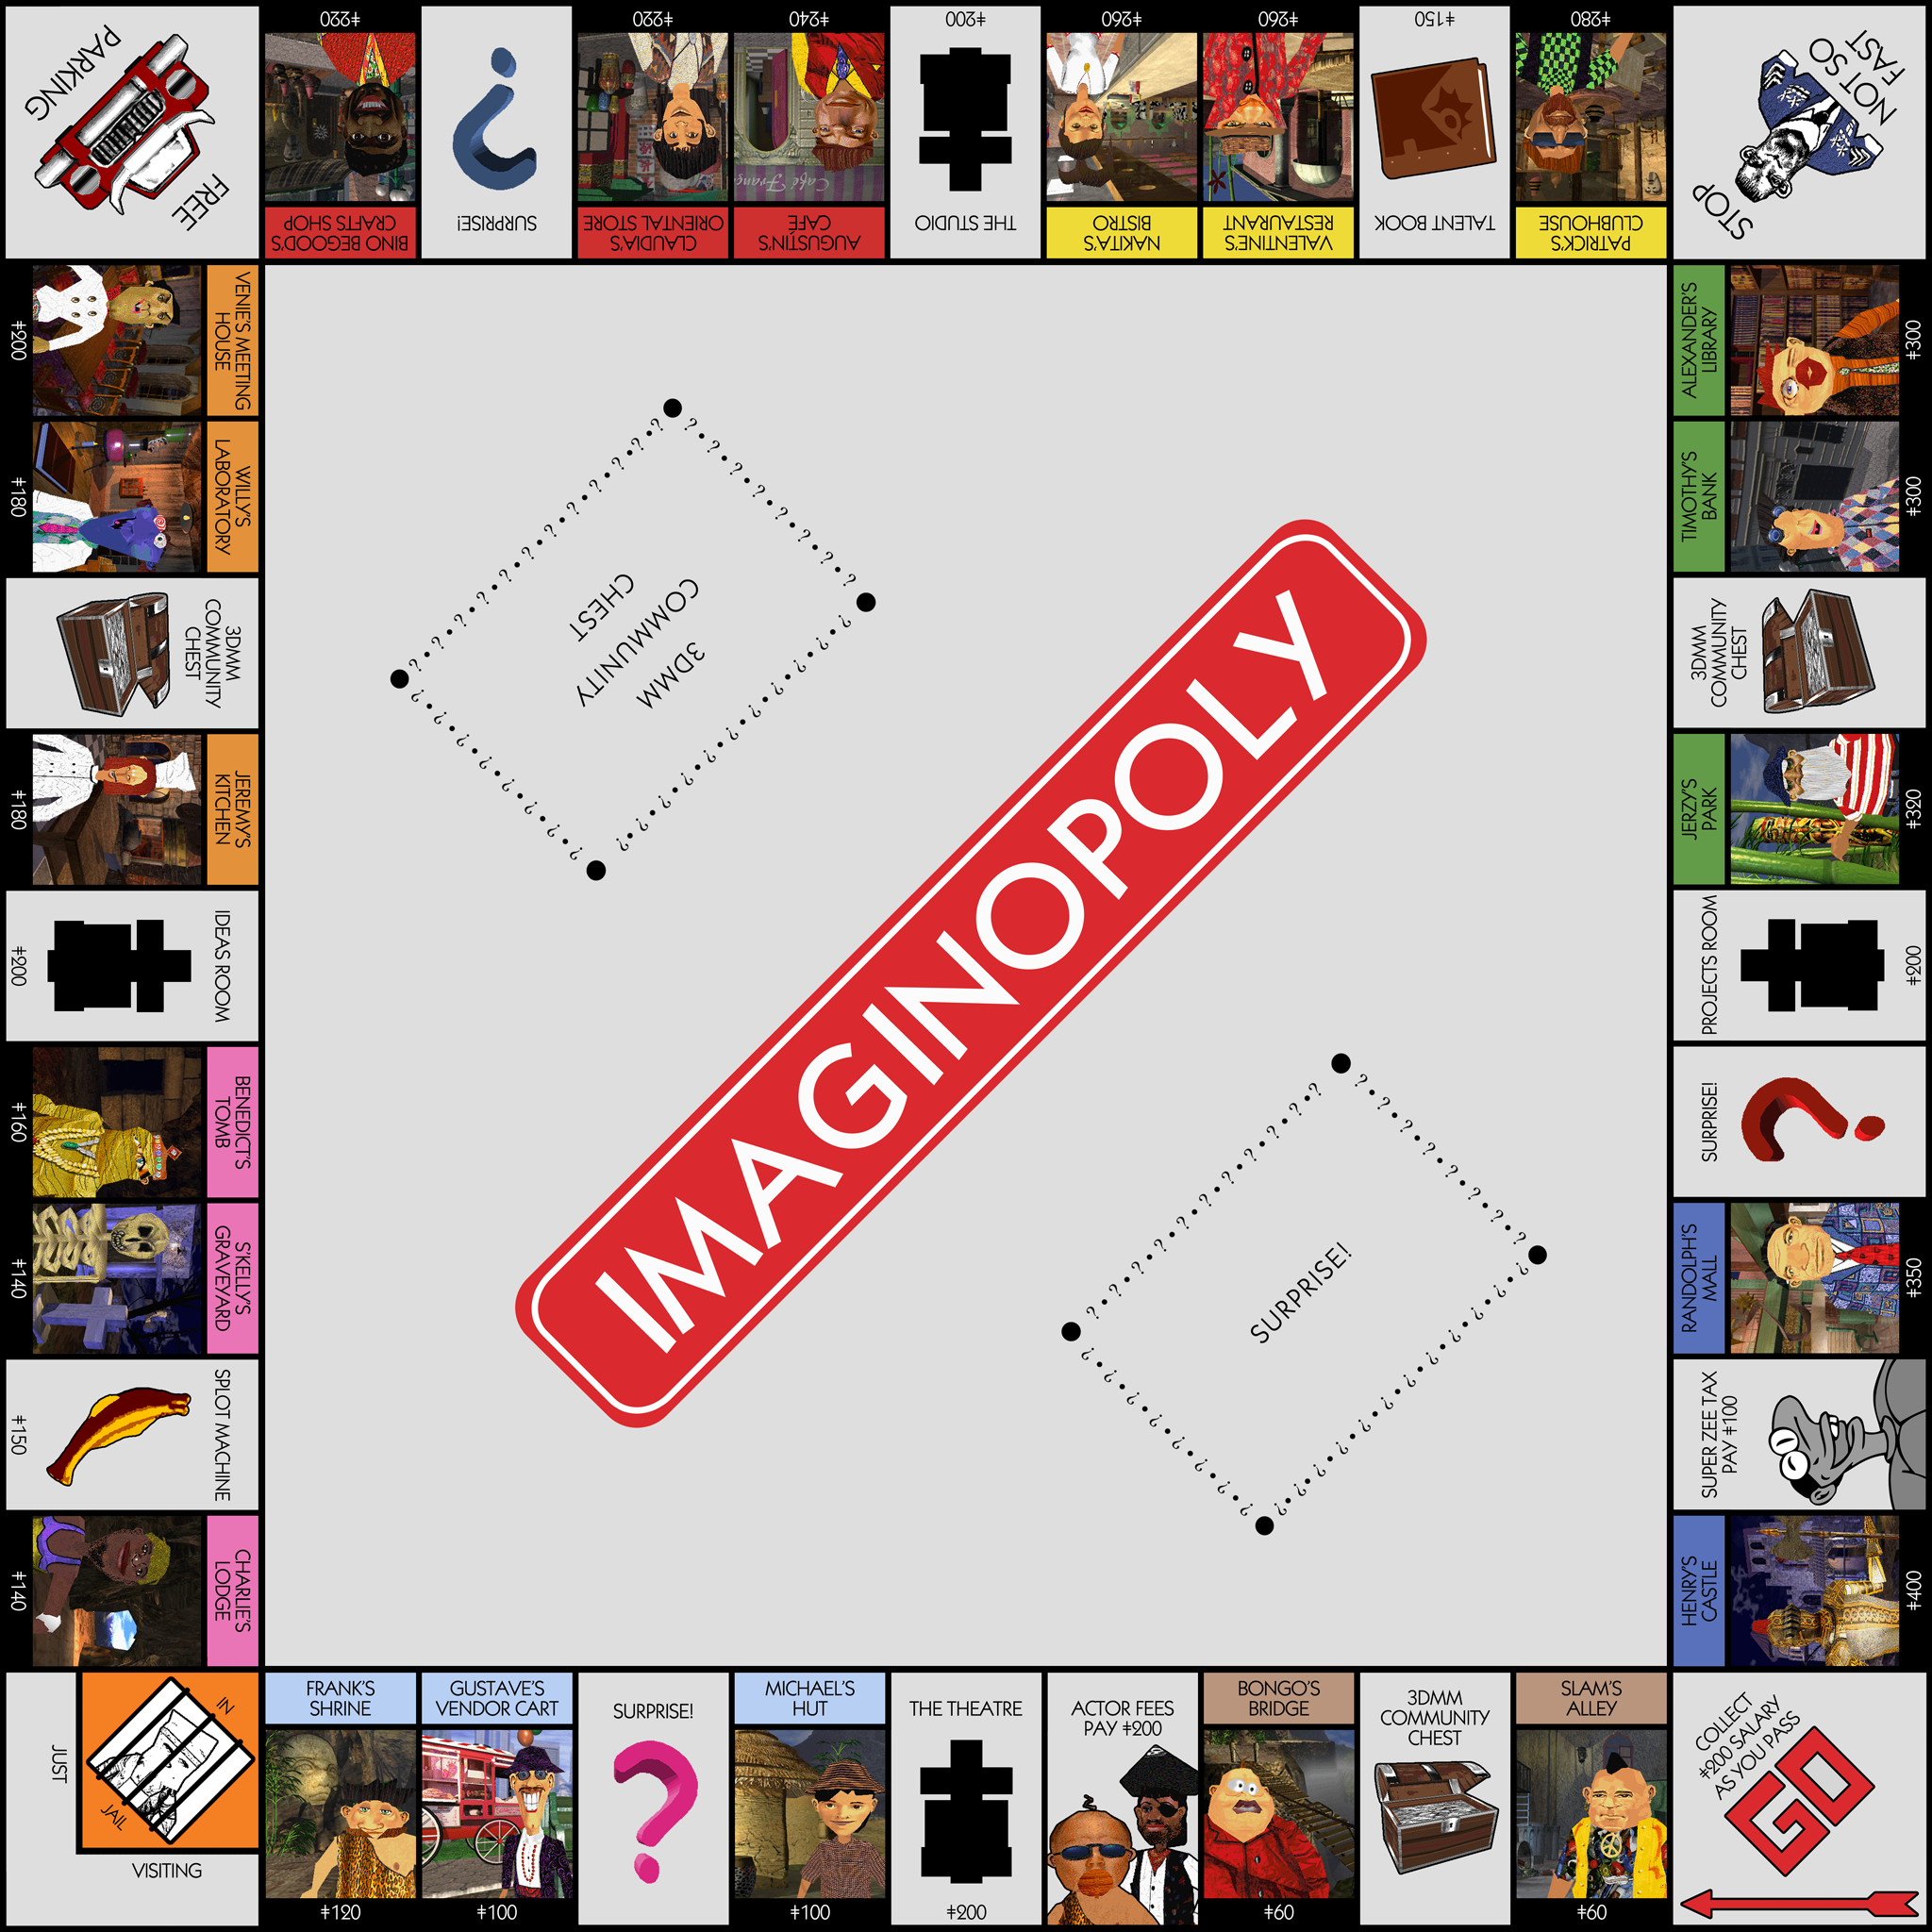 FREE
PARKING
‡220
BINO BEGOOD'S
CRAFTS SHOP
SURPRISE!
‡220
CLAUDIA'S
ORIENTAL STORE
‡240
AUGUSTÍN'S
CAFÉ
‡200
THE STUDIO
‡260
NAKITA'S
BISTRO
‡260
VALENTINE'S
RESTAURANT
‡150
TALENT BOOK
‡280
PATRICK'S
CLUBHOUSE
STOP
NOT SO
FAST
VENIE'S MEETING
HOUSE
‡200
WILLY'S
LABORATORY
‡180
3DMM
COMMUNITY
CHEST
JEREMY'S
KITCHEN
‡180
IDEAS ROOM
‡200
BENEDICT'S
TOMB
‡160
S'KELLY'S
GRAVEYARD
‡140
SPLOT MACHINE
‡150
CHARLIE'S
LODGE
‡140
3DMM
COMMUNITY
CHEST
IMAGINOPOLY
SURPRISE!
ALEXANDER'S
LIBRARY
‡300
TIMOTHY'S
BANK
‡300
3DMM
COMMUNITY
CHEST
JERZY'S
PARK
‡320
PROJECTS ROOM
‡200
SURPRISE!
RANDOLPH'S
MALL
‡350
SUPER ZEE TAX
PAY ‡100
HENRY'S
CASTLE
‡400
JUST
VISITING
IN
JAIL
FRANK'S
SHRINE
‡120
GUSTAVE'S
VENDOR CART
‡100
SURPRISE!
MICHAEL'S
HUT
‡100
THE THEATRE
‡200
ACTOR FEES
PAY ‡200
BONGO'S
BRIDGE
‡60
3DMM
COMMUNITY
CHEST
SLAM'S
ALLEY
‡60
COLLECT
‡200 SALARY
AS YOU PASS
GO